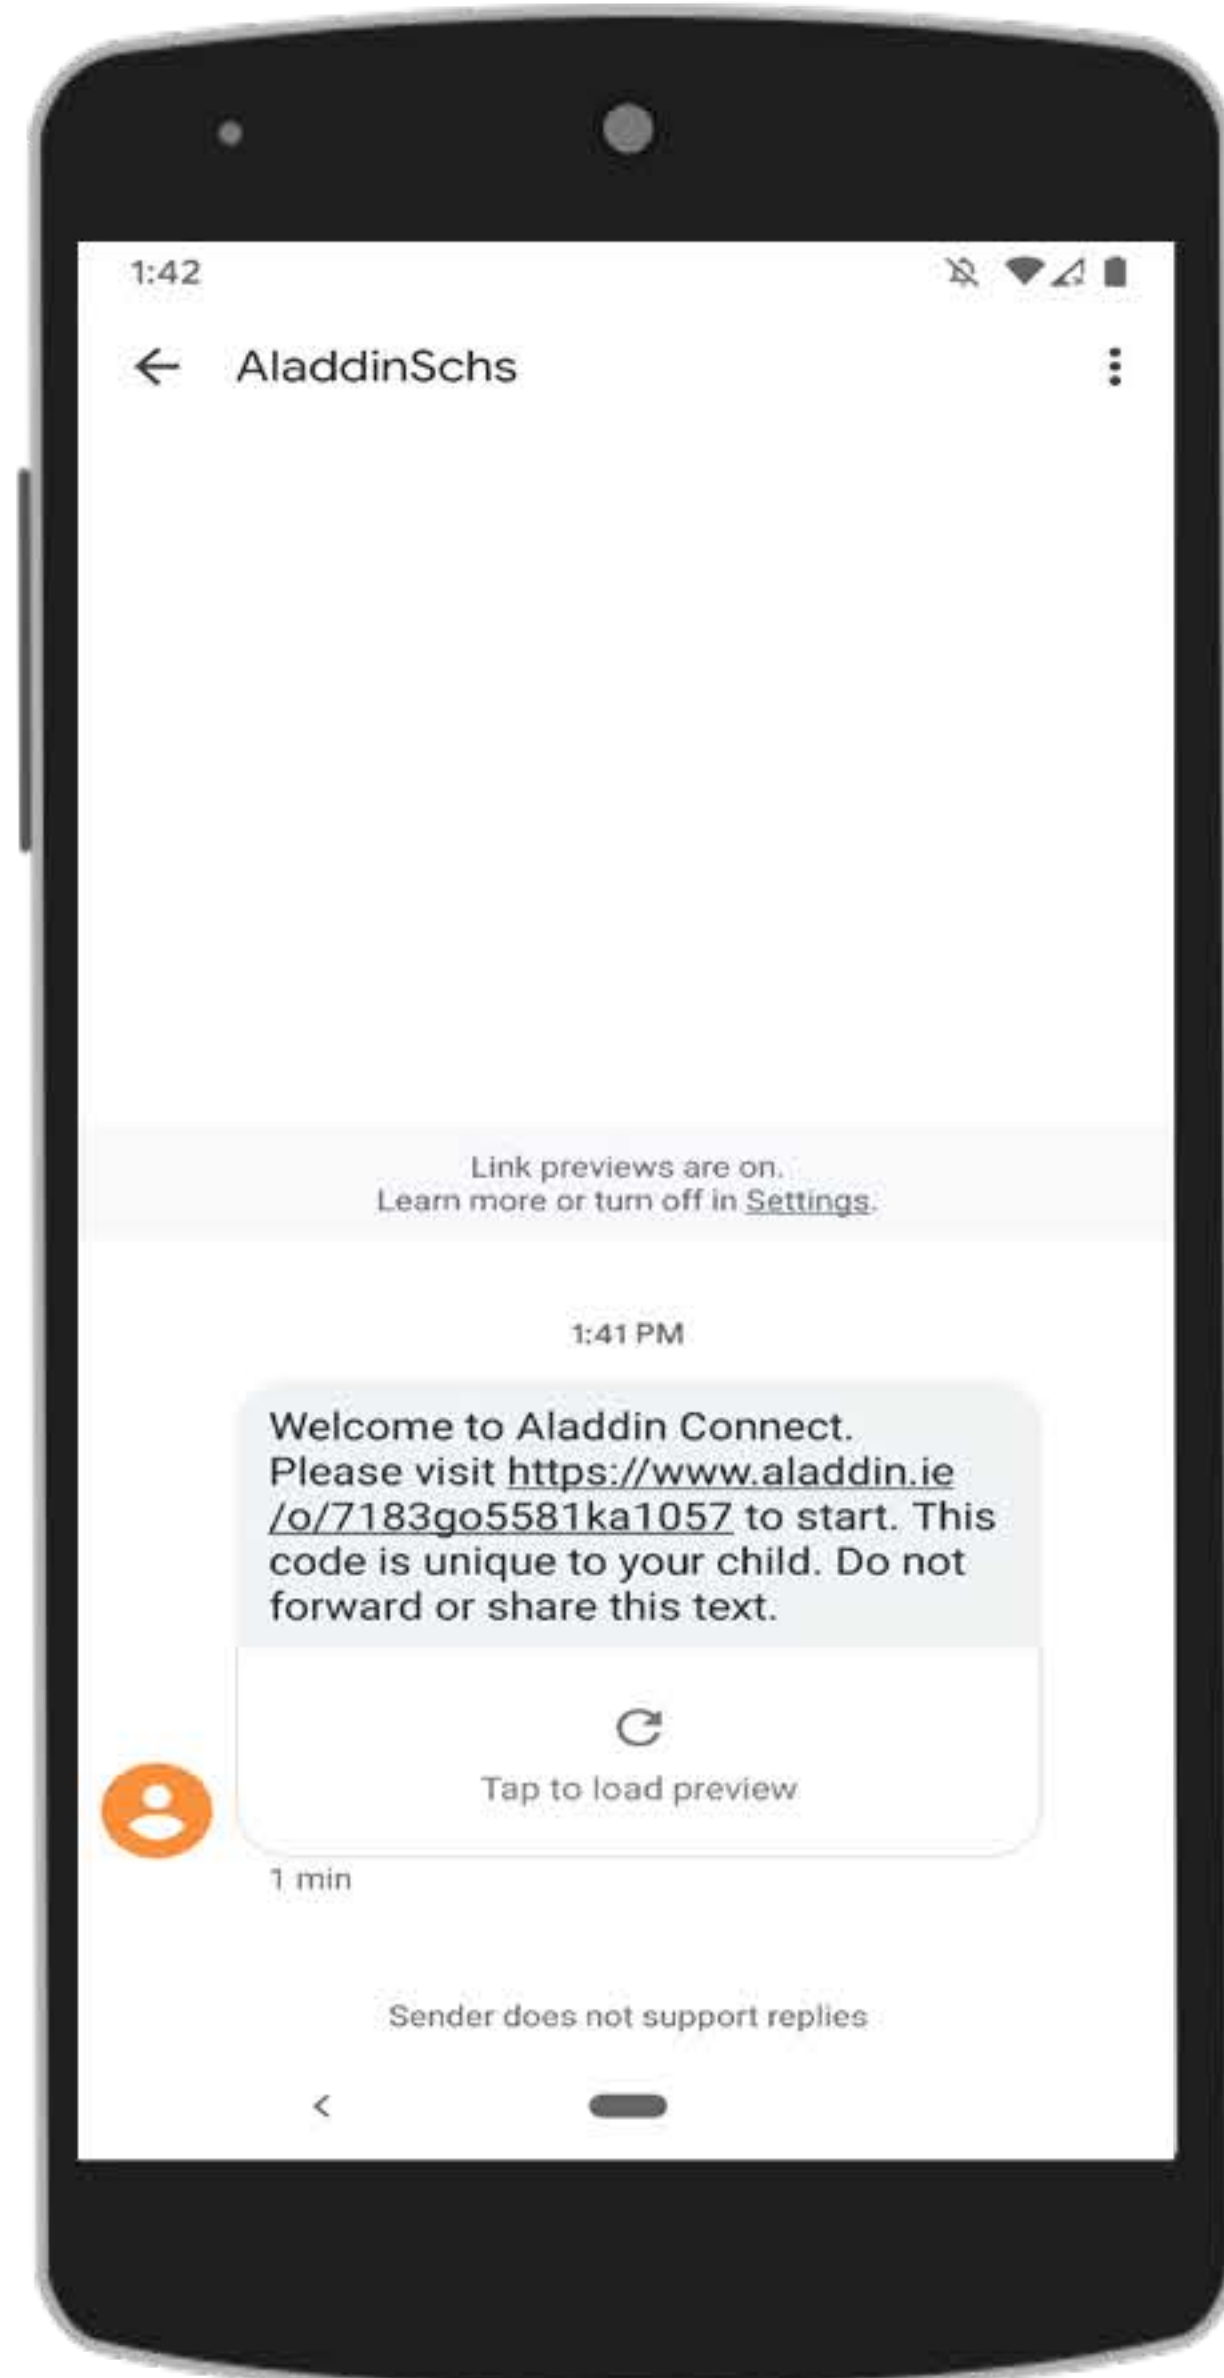 1:42
AladdinSchs
Link previews are on.
Learn more or turn off in Settings.
1:41 PM
Welcome to Aladdin Connect.
Please visit https://www.aladdin.ie
/o/7183go5581ka1057 to start. This
code is unique to your child. Do not
forward or share this text.
Tap to load preview
1 min
Sender does not support replies